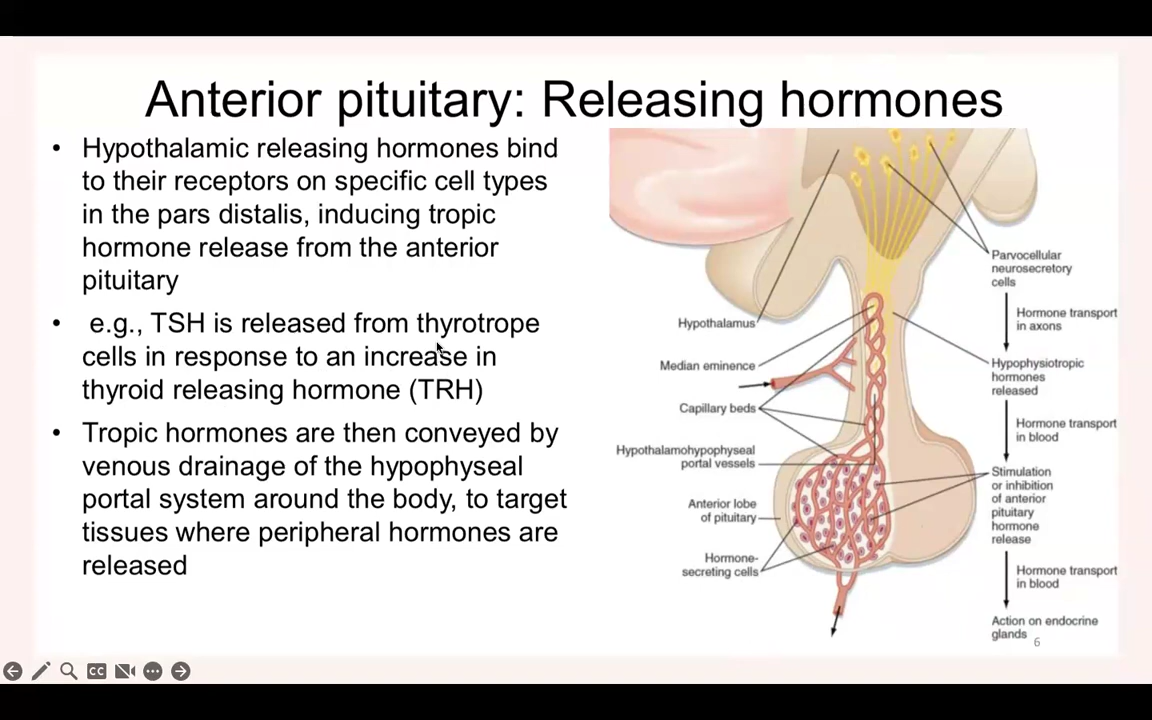 Anterior pituitary: Releasing hormones
• Hypothalamic releasing hormones bind
to their receptors on specific cell types
in the pars distalis, inducing tropic
hormone release from the anterior
pituitary
• e.g., TSH is released from thyrotrope
cells in response to an increase in
thyroid releasing hormone (TRH)
• Tropic hormones are then conveyed by
venous drainage of the hypophyseal
portal system around the body, to target
tissues where peripheral hormones are
released
Hypothalamus
Median eminence
Capillary beds
Hypothalamohypophyseal
portal vessels
Anterior lobe
of pituitary
Hormone-
secreting cells
Parvocellular
neurosecretory
cells
Hormone transport
in axons
Hypophysiotropic
hormones
released
Hormone transport
in blood
Stimulation
or inhibition
of anterior
pituitary
hormone
release
Hormone transport
in blood
Action on endocrine
glands
6
CC